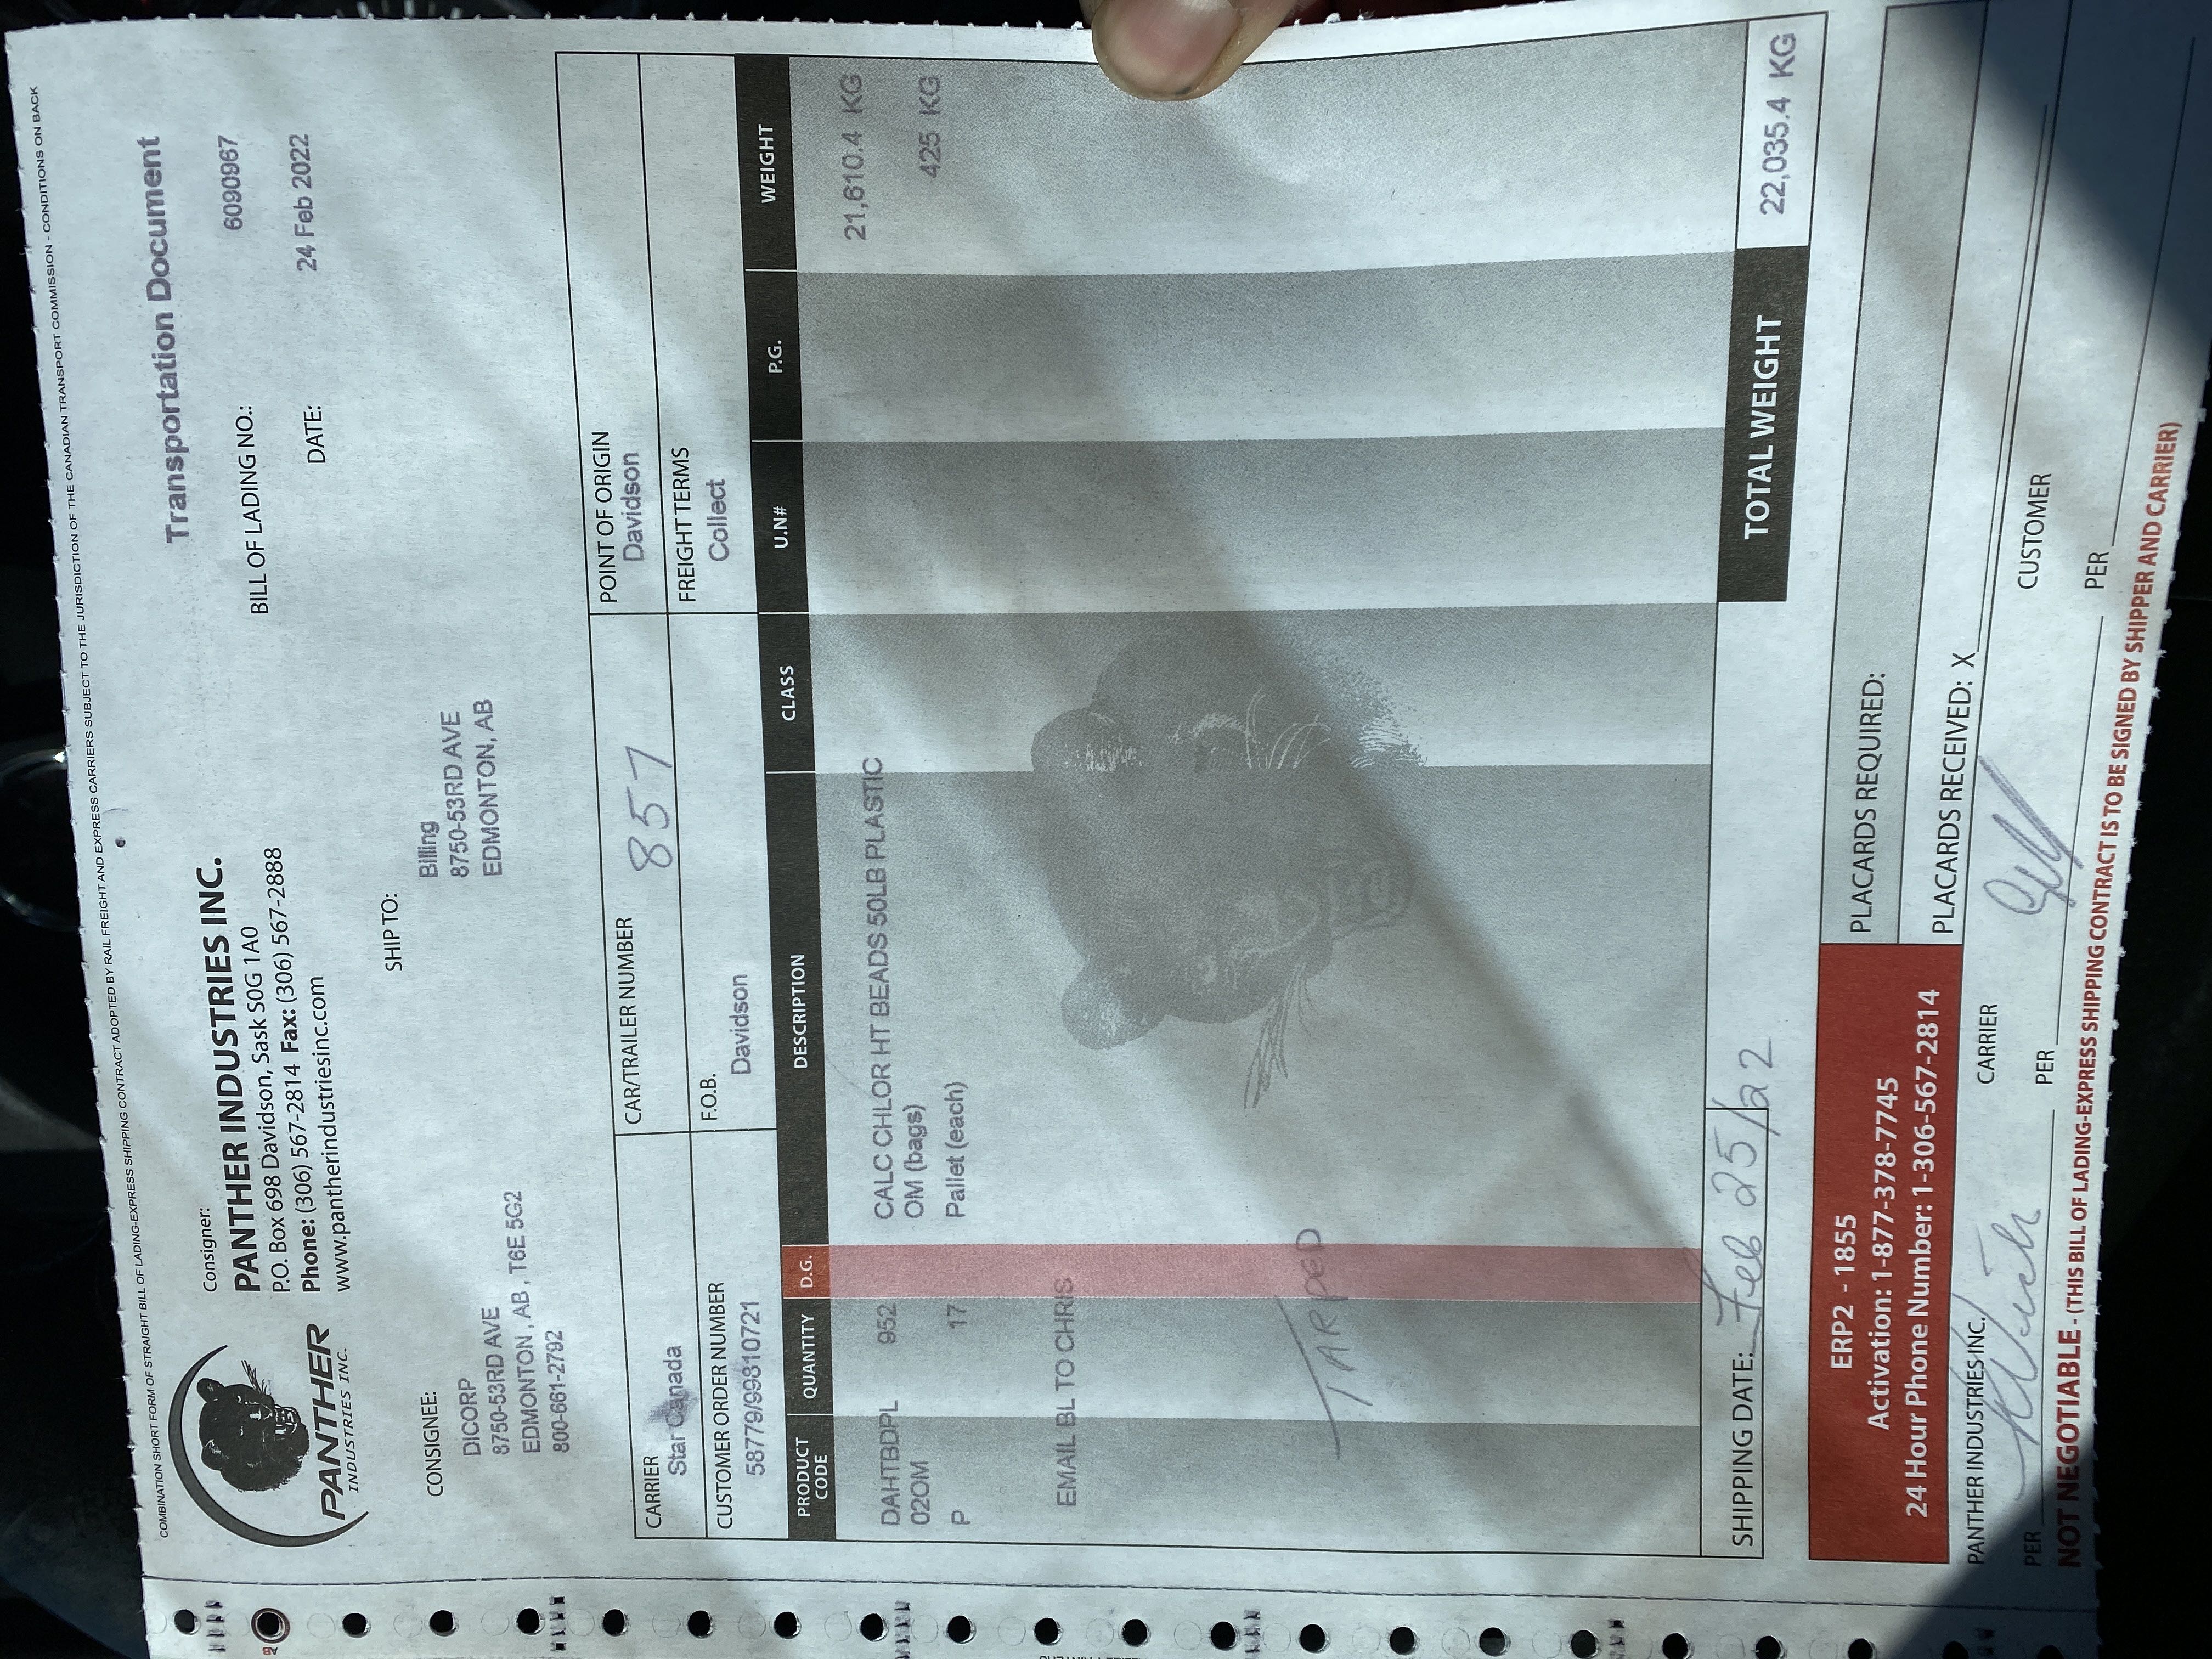 COMBINATION SHORT FORM OF STRAIGHT BILL OF LADING-EXPRESS SHIPPING CONTRACT ADOPTED BY RAIL FREIGHT AND EXPRESS CARRIERS SUBJECT TO THE JURISDICTION OF THE CANADIAN TRANSPORT COMMISSION - CONDITIONS ON BACK
Transportation Document
PANTHER
INDUSTRIES INC.
Consigner:
PANTHER INDUSTRIES INC.
P.O. Box 698 Davidson, Sask S0G 1A0
Phone: (306) 567-2814 Fax: (306) 567-2888
www.pantherindustriesinc.com
BILL OF LADING NO.: 6090967
DATE: 24 Feb 2022
CONSIGNEE:
DICORP
8750-53RD AVE
EDMONTON , AB , T6E 5G2
800-661-2792
SHIP TO:
Billing
8750-53RD AVE
EDMONTON, AB
CARRIER
Star Canada
CAR/TRAILER NUMBER 857
POINT OF ORIGIN
Davidson
CUSTOMER ORDER NUMBER
58779/99810721
F.O.B.
Davidson
FREIGHT TERMS
Collect
PRODUCT CODE QUANTITY D.G. DESCRIPTION CLASS U.N# P.G. WEIGHT
DAHTBDPL 952 CALC CHLOR HT BEADS 50LB PLASTIC 21,610.4 KG
02OM OM (bags)
P 17 Pallet (each) 425 KG
EMAIL BL TO CHRIS
TARPED
SHIPPING DATE: Feb 25/22
TOTAL WEIGHT 22,035.4 KG
ERP2 - 1855
Activation: 1-877-378-7745
24 Hour Phone Number: 1-306-567-2814
PLACARDS REQUIRED:
PLACARDS RECEIVED: X
PANTHER INDUSTRIES INC.
PER
CARRIER
PER
CUSTOMER
PER
NOT NEGOTIABLE - (THIS BILL OF LADING-EXPRESS SHIPPING CONTRACT IS TO BE SIGNED BY SHIPPER AND CARRIER)
AB